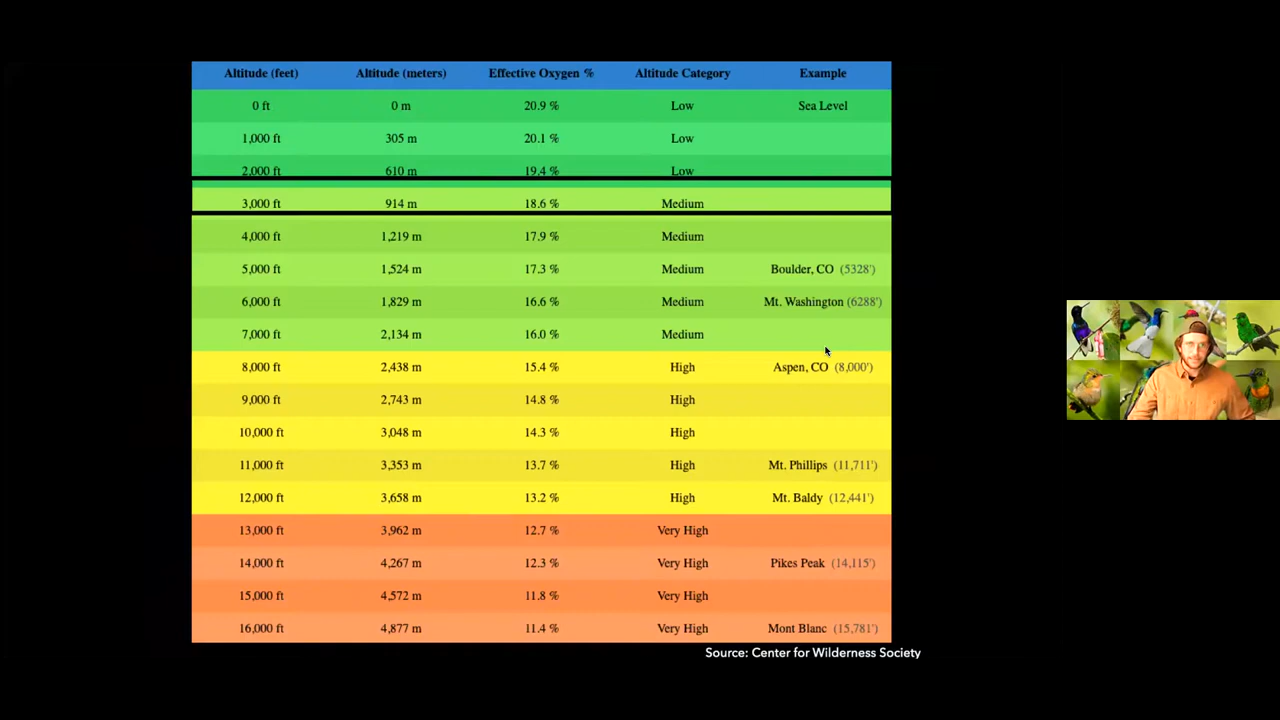 Altitude (feet) Altitude (meters) Effective Oxygen % Altitude Category Example
0 ft 0 m 20.9 % Low Sea Level
1,000 ft 305 m 20.1 % Low
2,000 ft 610 m 19.4 % Low
3,000 ft 914 m 18.6 % Medium
4,000 ft 1,219 m 17.9 % Medium
5,000 ft 1,524 m 17.3 % Medium Boulder, CO (5328')
6,000 ft 1,829 m 16.6 % Medium Mt. Washington (6288')
7,000 ft 2,134 m 16.0 % Medium
8,000 ft 2,438 m 15.4 % High Aspen, CO (8,000')
9,000 ft 2,743 m 14.8 % High
10,000 ft 3,048 m 14.3 % High
11,000 ft 3,353 m 13.7 % High Mt. Phillips (11,711')
12,000 ft 3,658 m 13.2 % High Mt. Baldy (12,441')
13,000 ft 3,962 m 12.7 % Very High
14,000 ft 4,267 m 12.3 % Very High Pikes Peak (14,115')
15,000 ft 4,572 m 11.8 % Very High
16,000 ft 4,877 m 11.4 % Very High Mont Blanc (15,781')
Source: Center for Wilderness Society